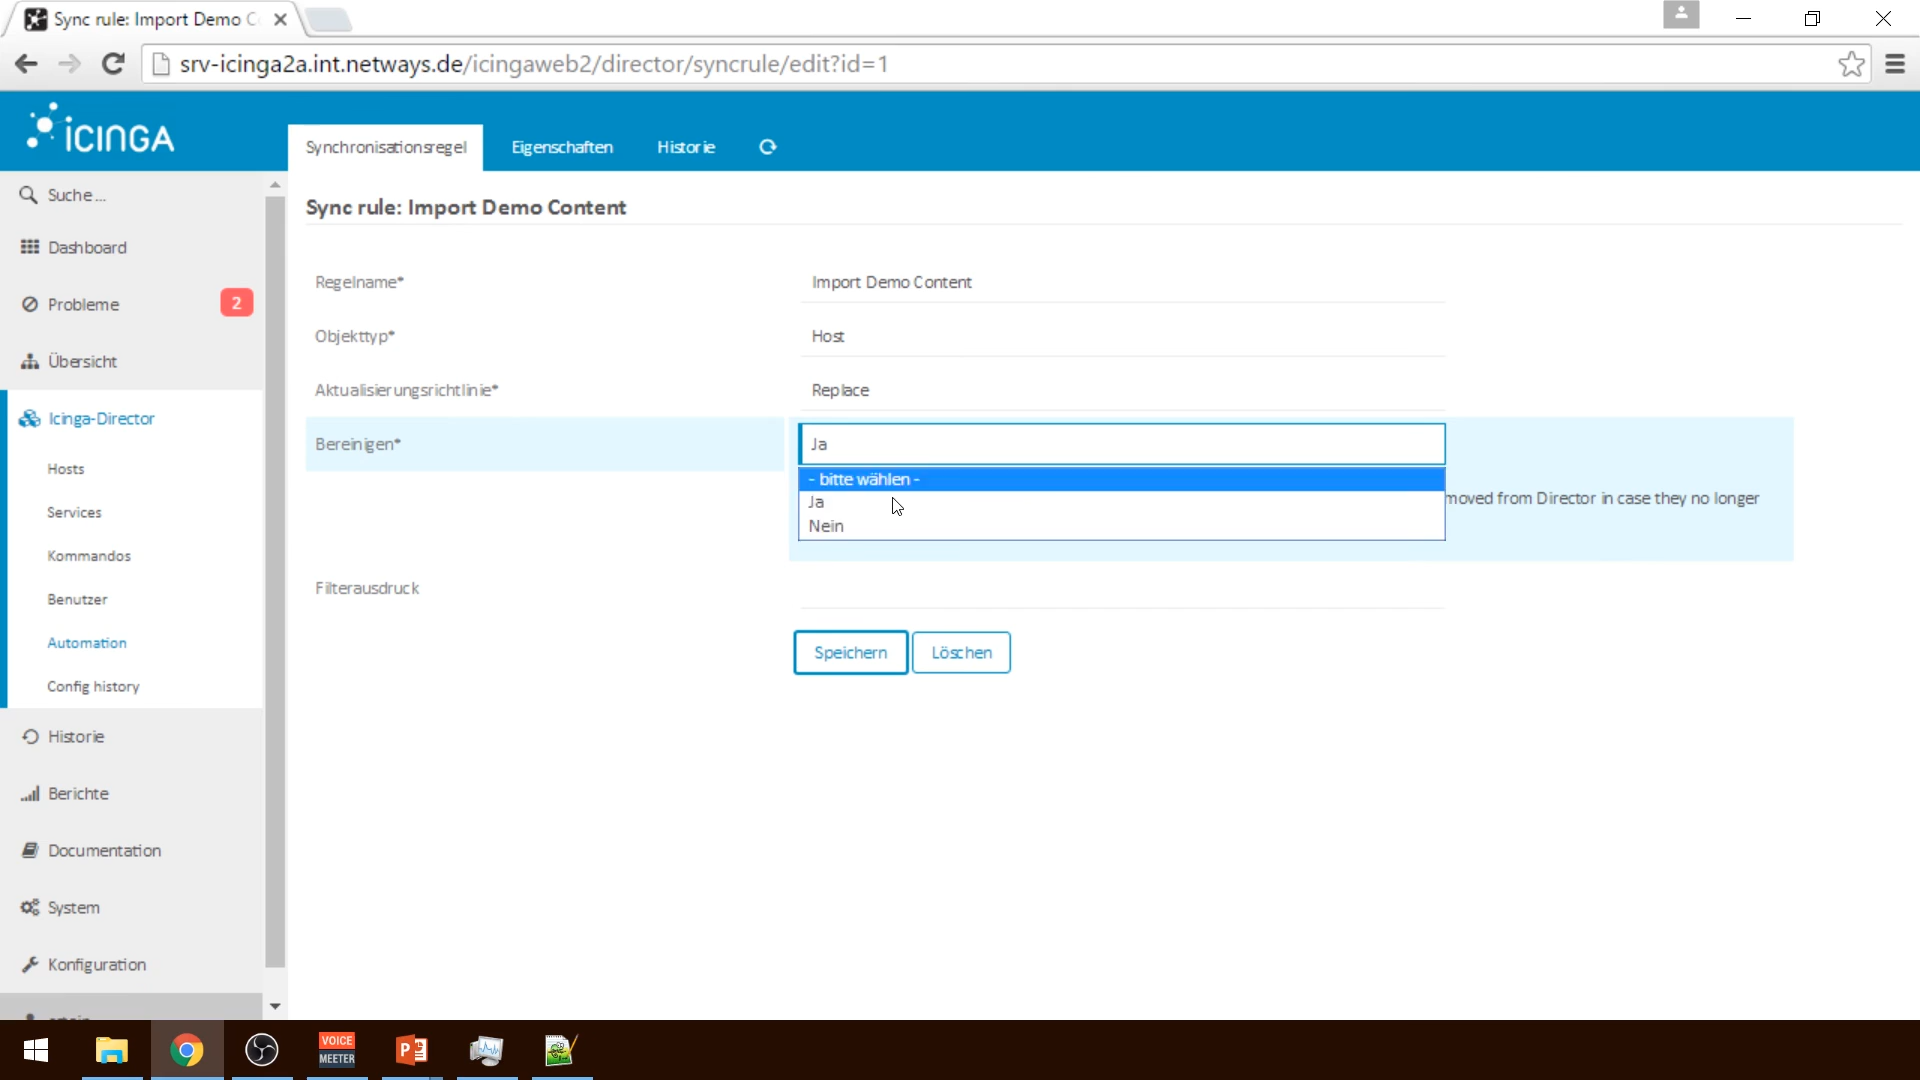 Sync rule: Import Demo C
srv-icinga2a.int.netways.de/icingaweb2/director/syncrule/edit?id=1
icinga
Synchronisationsregel
Eigenschaften
Historie
Suche ...
Dashboard
Probleme
2
Übersicht
Icinga-Director
Hosts
Services
Kommandos
Benutzer
Automation
Config history
Historie
Berichte
Documentation
System
Konfiguration
Sync rule: Import Demo Content
Regelname*
Import Demo Content
Objekttyp*
Host
Aktualisierungsrichtlinie*
Replace
Bereinigen*
Ja
- bitte wählen -
Ja
Nein
moved from Director in case they no longer
Filterausdruck
Speichern
Löschen
VOICE
MEETER